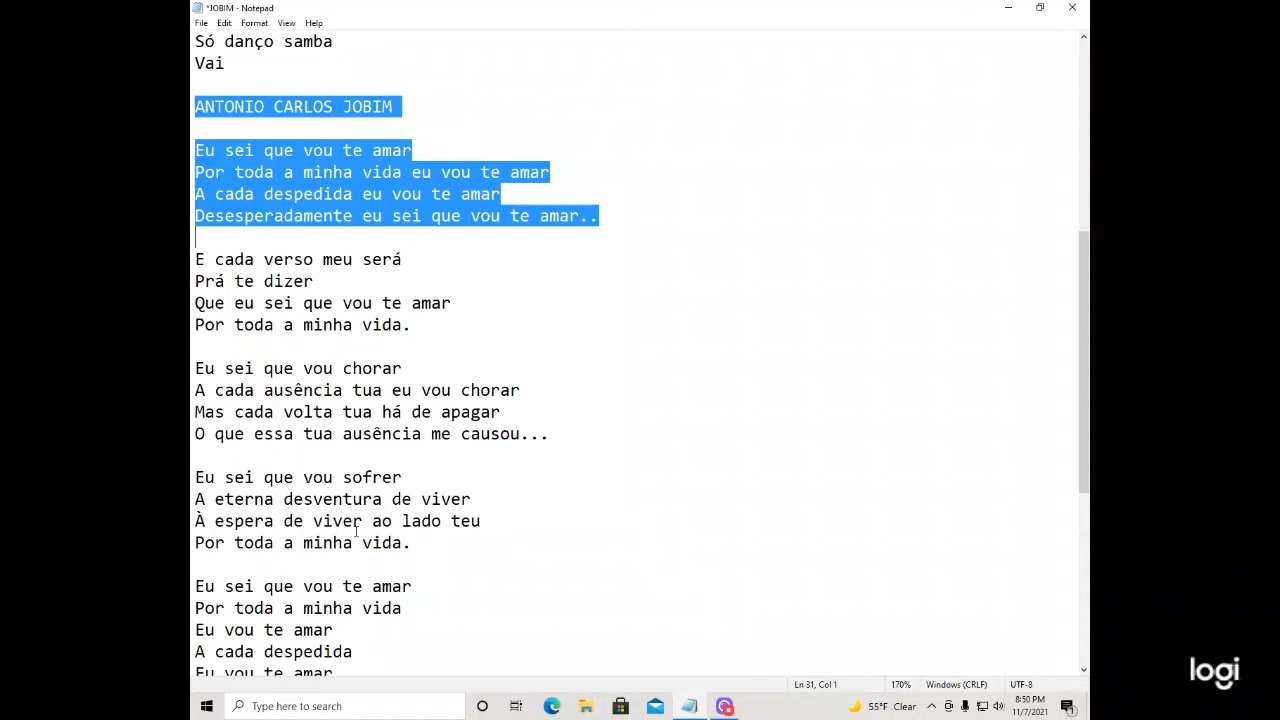 *JOBIM - Notepad
File Edit Format View Help
Só danço samba
Vai
ANTONIO CARLOS JOBIM
Eu sei que vou te amar
Por toda a minha vida eu vou te amar
A cada despedida eu vou te amar
Desesperadamente eu sei que vou te amar..
E cada verso meu será
Prá te dizer
Que eu sei que vou te amar
Por toda a minha vida.
Eu sei que vou chorar
A cada ausência tua eu vou chorar
Mas cada volta tua há de apagar
O que essa tua ausência me causou...
Eu sei que vou sofrer
A eterna desventura de viver
À espera de viver ao lado teu
Por toda a minha vida.
Eu sei que vou te amar
Por toda a minha vida
Eu vou te amar
A cada despedida
Eu vou te amar
logi
Ln 31, Col 1 170% Windows (CRLF) UTF-8
Type here to search 55°F Clear 8:50 PM
11/7/2021
1